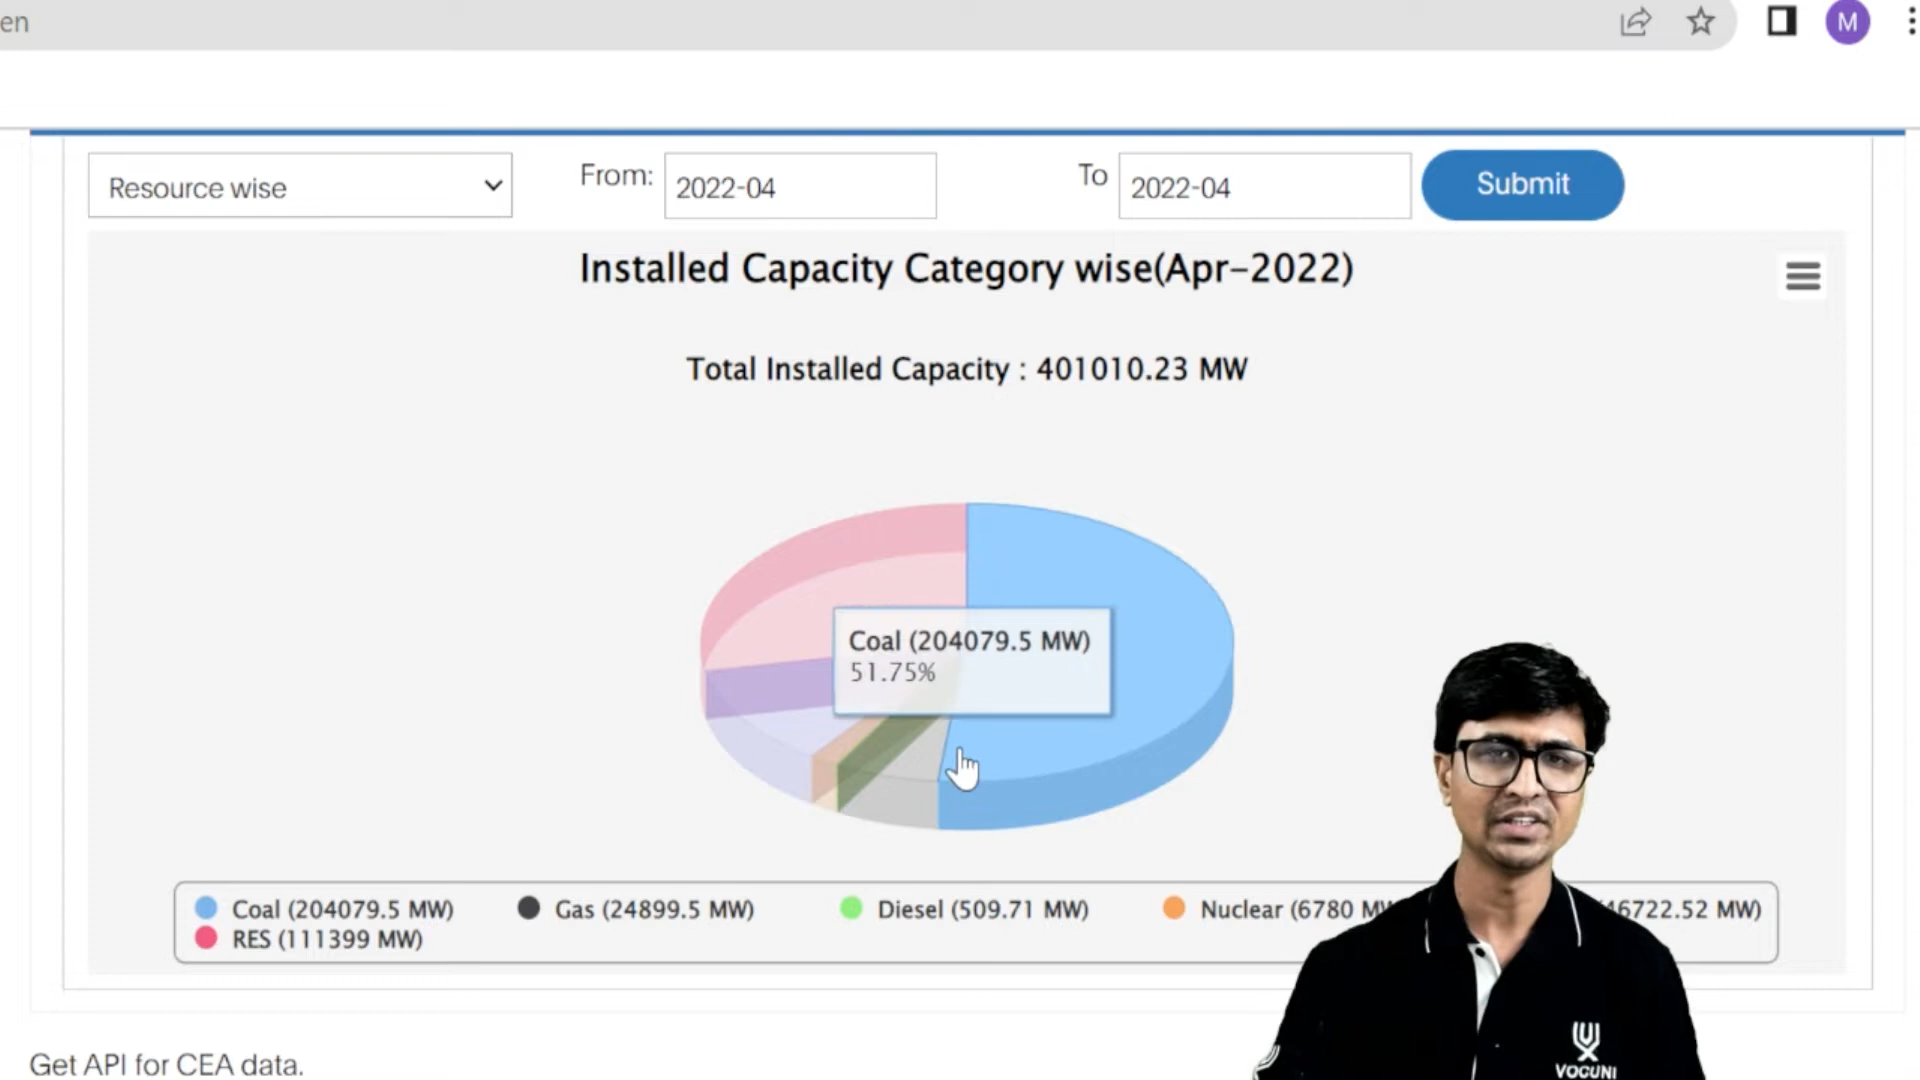 en
M
Resource wise
From: 2022-04
To 2022-04
Submit
Installed Capacity Category wise(Apr-2022)
Total Installed Capacity : 401010.23 MW
Coal (204079.5 MW)
51.75%
Coal (204079.5 MW) Gas (24899.5 MW) Diesel (509.71 MW) Nuclear (6780 MW 46722.52 MW)
RES (111399 MW)
Get API for CEA data.
VOCUNI